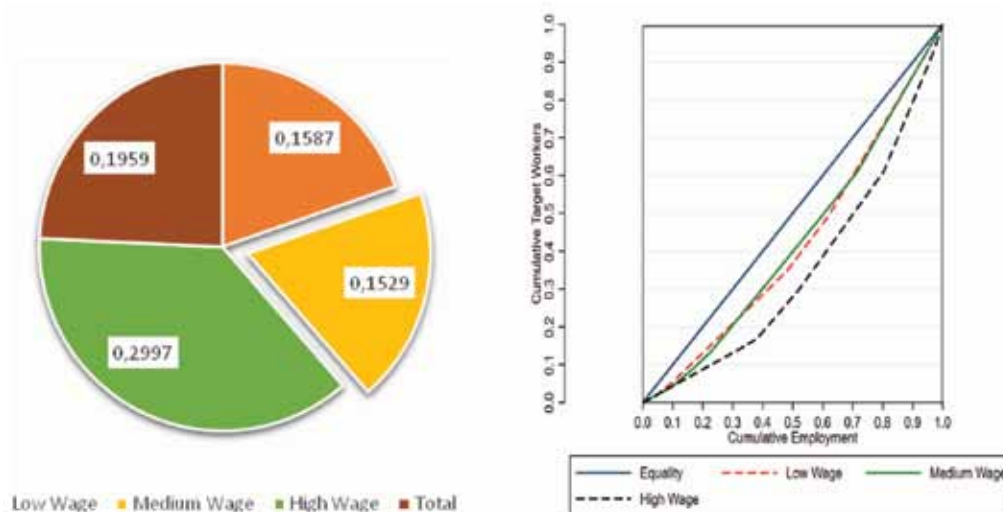 0,1959
0,1587
0,1529
0,2997
Low Wage Medium Wage High Wage Total
Cumulative Target Workers
1.0
0.9
0.8
0.7
0.6
0.5
0.4
0.3
0.2
0.1
0.0
0.0 0.1 0.2 0.3 0.4 0.5 0.6 0.7 0.8 0.9 1.0
Cumulative Employment
Equality Low Wage Medium Wage
High Wage